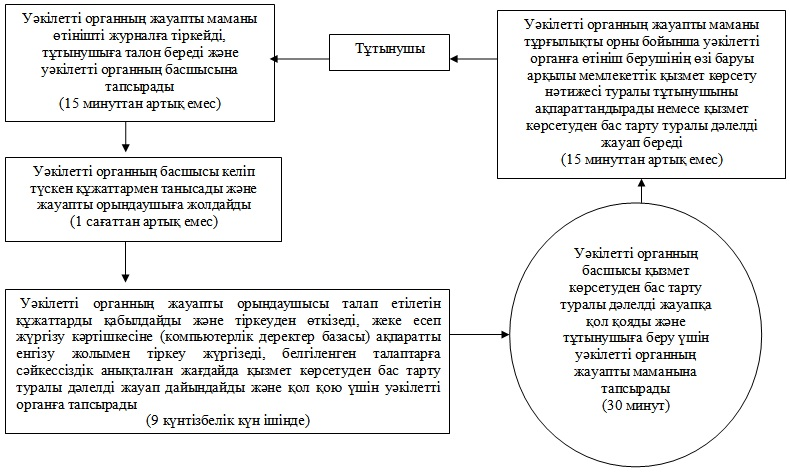 Уәкілетті органның жауапты маманы
өтінішті журналға тіркейді,
тұтынушыға талон береді және
уәкілетті органның басшысына
тапсырады
(15 минуттан артық емес)
Тұтынушы
Уәкілетті органның жауапты маманы
тұрғылықты орны бойынша уәкілетті
органға өтініш берушінің өзі баруы
арқылы мемлекеттік қызмет көрсету
нәтижесі туралы тұтынушыны
ақпараттандырады немесе қызмет
көрсетуден бас тарту туралы дәлелді
жауап береді
(15 минуттан артық емес)
Уәкілетті органның басшысы келіп
түскен құжаттармен танысады және
жауапты орындаушыға жолдайды
(1 сағаттан артық емес)
Уәкілетті органның жауапты орындаушысы талап етілетін
құжаттарды қабылдайды және тіркеуден өткізеді, жеке есеп
жүргізу кәртішкесіне (компьютерлік деректер базасы) ақпаратты
енгізу жолымен тіркеу жүргізеді, белгіленген талаптарға
сәйкессіздік анықталған жағдайда қызмет көрсетуден бас тарту
туралы дәлелді жауап дайындайды және қол қою үшін уәкілетті
органға тапсырады
(9 күнтізбелік күн ішінде)
Уәкілетті органның
басшысы қызмет
көрсетуден бас тарту
туралы дәлелді жауапқа
қол қояды және
тұтынушыға беру үшін
уәкілетті органның
жауапты маманына
тапсырады
(30 минут)